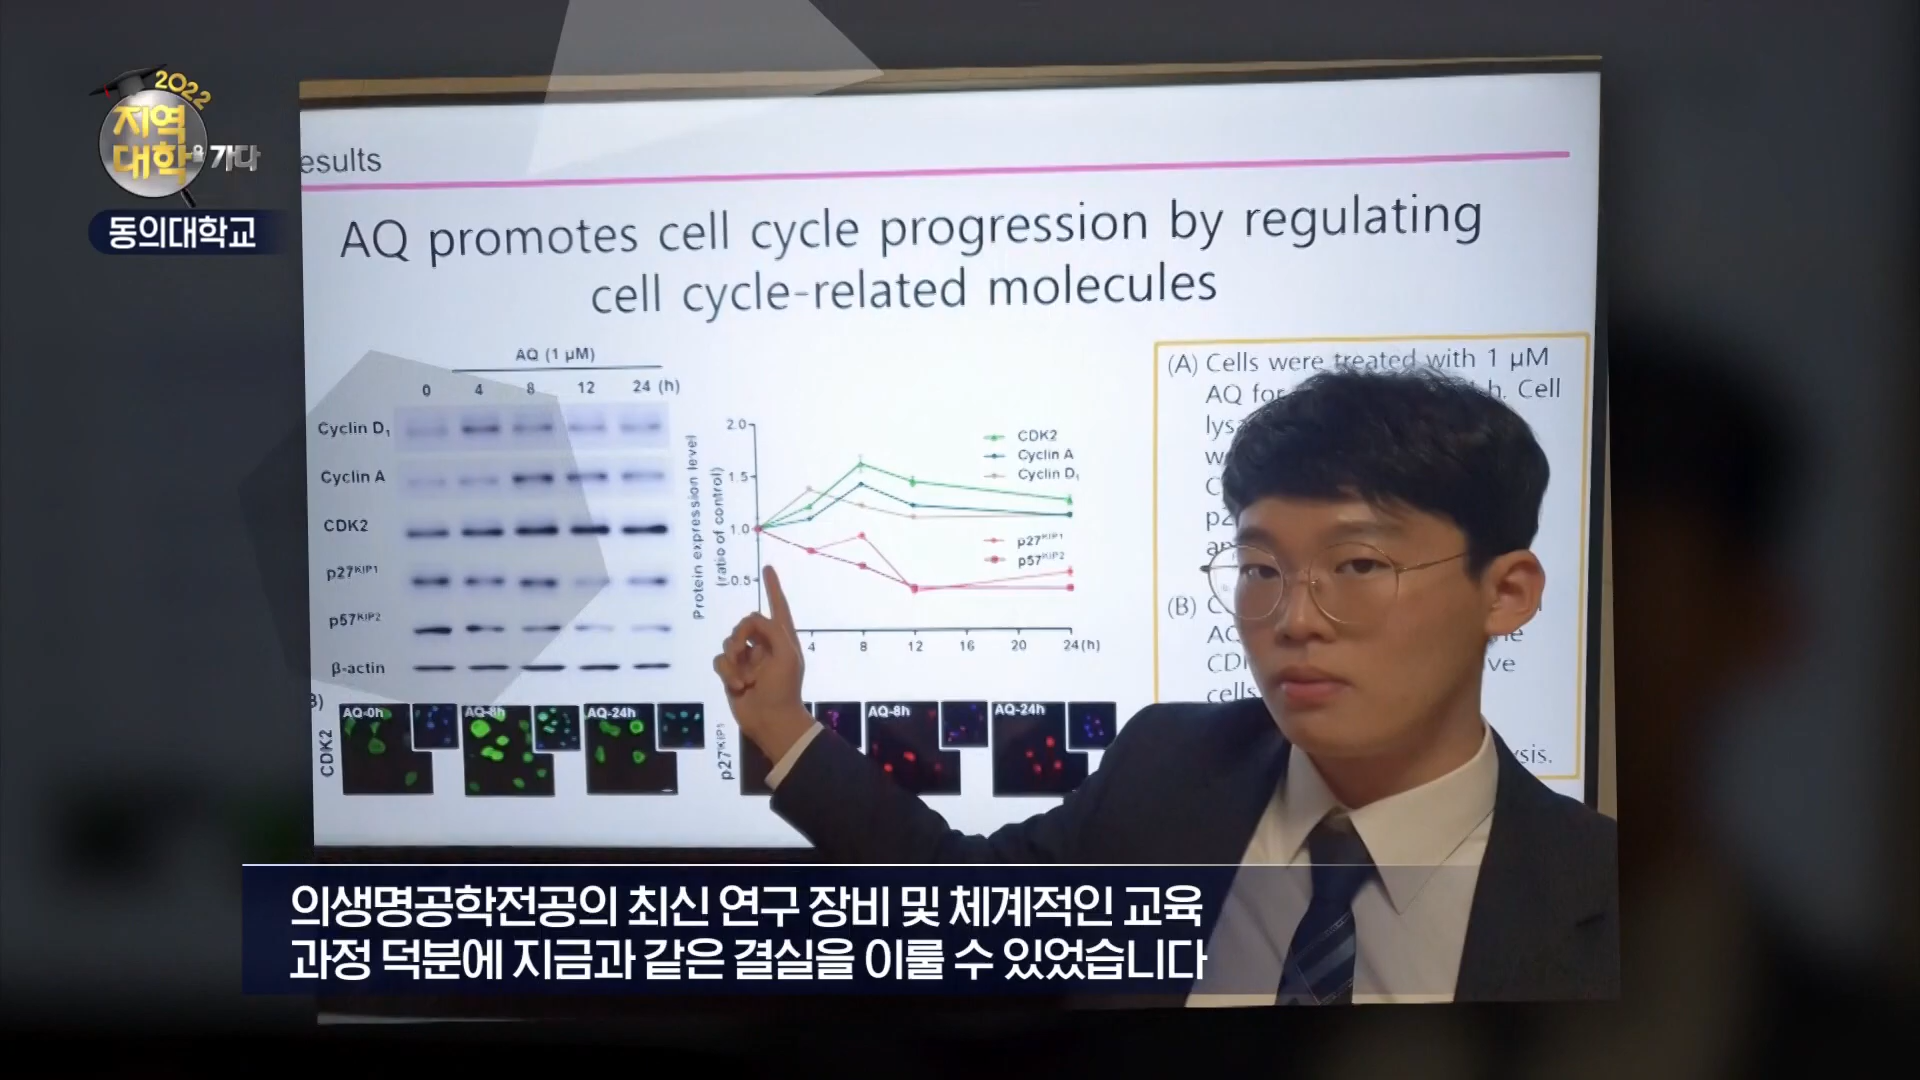 2022
지역
대학을 가다
동의대학교
esults
AQ promotes cell cycle progression by regulating
cell cycle-related molecules
AQ (1 μM)
0 4 8 12 24 (h)
Cyclin D1
Cyclin A
CDK2
p27KIP1
p57KIP2
β-actin
Protein expression level
(ratio of control)
2.0
1.5
1.0
0.5
4 8 12 16 20 24(h)
CDK2
Cyclin A
Cyclin D1
p27KIP1
p57KIP2
(A) Cells were treated with 1 μM
AQ for h. Cell
(B)
cells
CDK2
AQ-0h
AQ-8h
AQ-24h
p27KIP1
AQ-8h
AQ-24h
의생명공학전공의 최신 연구 장비 및 체계적인 교육
과정 덕분에 지금과 같은 결실을 이룰 수 있었습니다